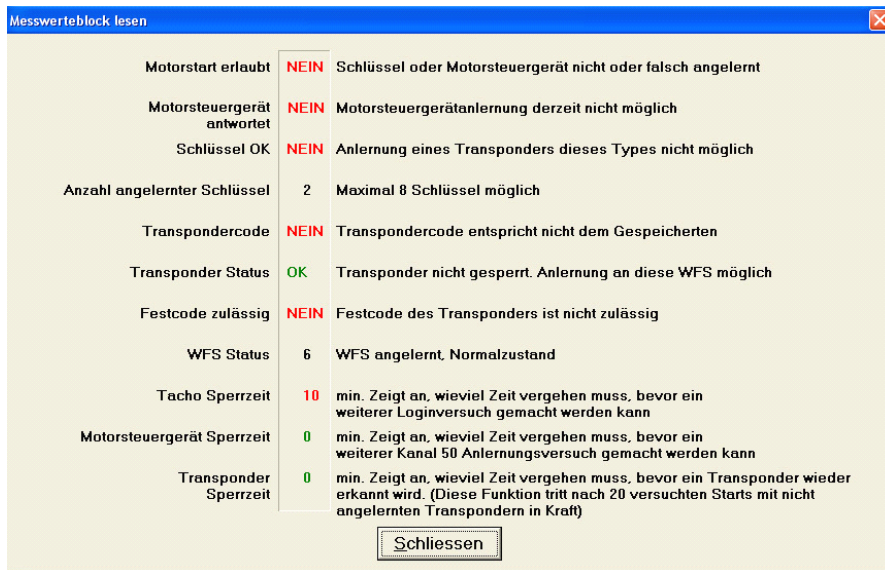 Messwerteblock lesen
Motorstart erlaubt NEIN Schlüssel oder Motorsteuergerät nicht oder falsch angelernt
Motorsteuergerät antwortet NEIN Motorsteuergerätanlernung derzeit nicht möglich
Schlüssel OK NEIN Anlernung eines Transponders dieses Types nicht möglich
Anzahl angelernter Schlüssel 2 Maximal 8 Schlüssel möglich
Transpondercode NEIN Transpondercode entspricht nicht dem Gespeicherten
Transponder Status OK Transponder nicht gesperrt. Anlernung an diese WFS möglich
Festcode zulässig NEIN Festcode des Transponders ist nicht zulässig
WFS Status 6 WFS angelernt, Normalzustand
Tacho Sperrzeit 10 min. Zeigt an, wieviel Zeit vergehen muss, bevor ein
weiterer Loginversuch gemacht werden kann
Motorsteuergerät Sperrzeit 0 min. Zeigt an, wieviel Zeit vergehen muss, bevor ein
weiterer Kanal 50 Anlernungsversuch gemacht werden kann
Transponder Sperrzeit 0 min. Zeigt an, wieviel Zeit vergehen muss, bevor ein Transponder wieder
erkannt wird. (Diese Funktion tritt nach 20 versuchten Starts mit nicht
angelernten Transpondern in Kraft)
Schliessen